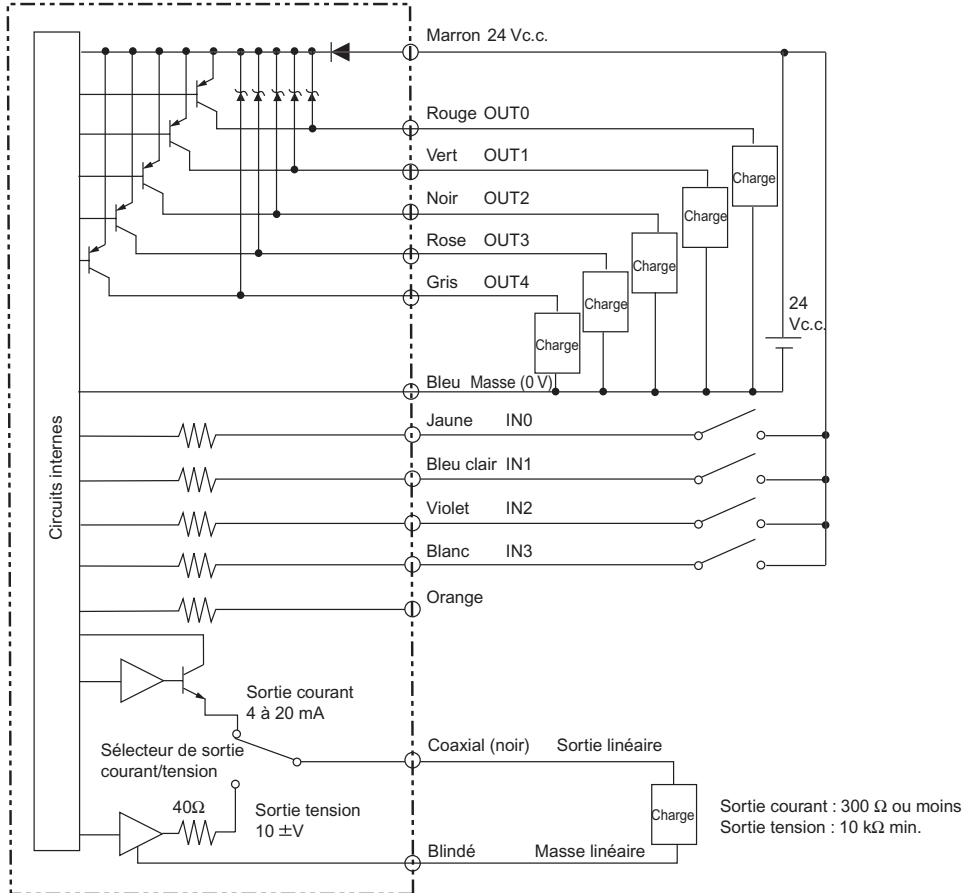 Marron 24 Vc.c.
Rouge OUT0
Vert OUT1
Noir OUT2
Rose OUT3
Gris OUT4
Charge
Charge
Charge
Charge
Charge
24
Vc.c.
Bleu Masse (0 V)
Jaune IN0
Bleu clair IN1
Violet IN2
Blanc IN3
Orange
Circuits internes
Sortie courant
4 à 20 mA
Sélecteur de sortie
courant/tension
40Ω
Sortie tension
10 ±V
Coaxial (noir) Sortie linéaire
Charge
Sortie courant : 300 Ω ou moins
Sortie tension : 10 kΩ min.
Blindé Masse linéaire